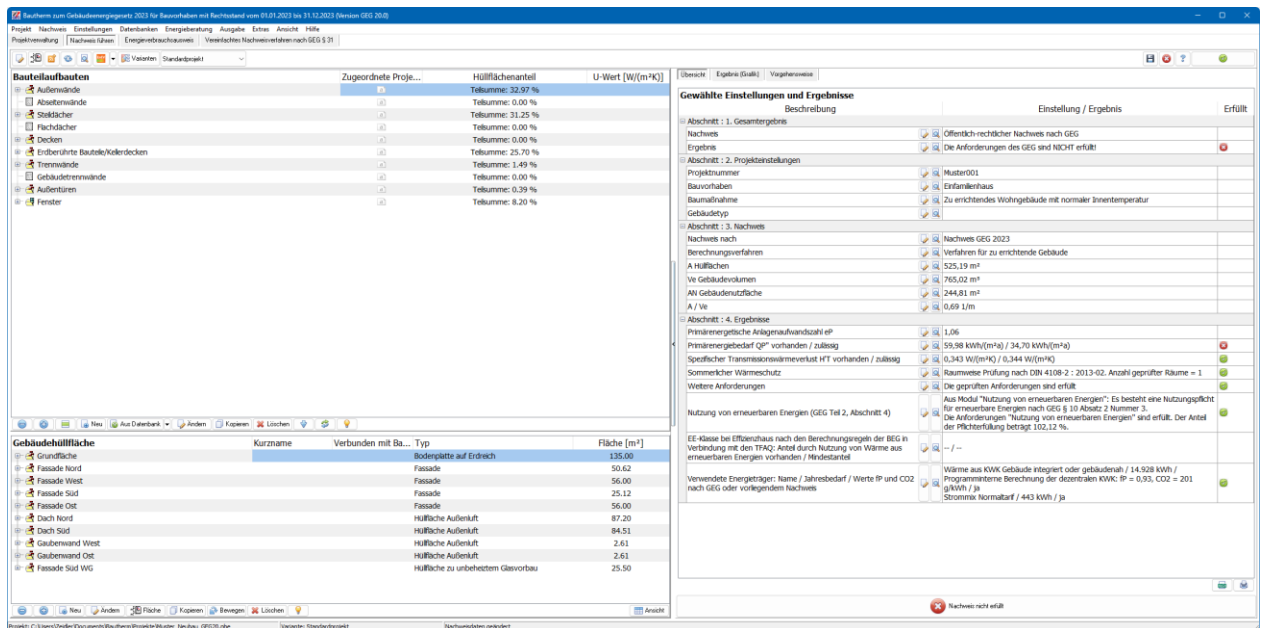 Bautherm zum Gebäudeenergiegesetz 2023 für Bauvorhaben mit Rechtsstand vom 01.01.2023 bis 31.12.2023 (Version GEG 20.0)
Projekt Nachweis Einstellungen Datenbanken Energieberatung Ausgabe Extras Ansicht Hilfe
Projektverwaltung Nachweis führen Energieverbrauchsausweis Vereinfachtes Nachweisverfahren nach GEG § 31
Varianten Standardprojekt
Bauteilaufbauten Zugeordnete Proje... Hüllflächenanteil U-Wert [W/(m²K)]
Außenwände Teilsumme: 32.97 %
Abseitenwände Teilsumme: 0.00 %
Steildächer Teilsumme: 31.25 %
Flachdächer Teilsumme: 0.00 %
Decken Teilsumme: 0.00 %
Erdberührte Bauteile/Kellerdecken Teilsumme: 25.70 %
Trennwände Teilsumme: 1.49 %
Gebäudetrennwände Teilsumme: 0.00 %
Außentüren Teilsumme: 0.39 %
Fenster Teilsumme: 8.20 %
Neu Aus Datenbank Ändern Kopieren Löschen
Gebäudehüllfläche Kurzname Verbunden mit Ba... Typ Fläche [m²]
Grundfläche Bodenplatte auf Erdreich 135.00
Fassade Nord Fassade 50.62
Fassade West Fassade 56.00
Fassade Süd Fassade 25.12
Fassade Ost Fassade 56.00
Dach Nord Hüllfläche Außenluft 87.20
Dach Süd Hüllfläche Außenluft 84.51
Gaubenwand West Hüllfläche Außenluft 2.61
Gaubenwand Ost Hüllfläche Außenluft 2.61
Fassade Süd WG Hüllfläche zu unbeheiztem Glasvorbau 25.50
Neu Ändern Fläche Kopieren Bewegen Löschen Ansicht
Projekt: C:\Users\Zeidler\Documents\Bautherm\Projekte\Muster_Neubau_GEG20.obe Variante: Standardprojekt Nachweisdaten geändert
Übersicht Ergebnis (Grafik) Vorgehensweise
Gewählte Einstellungen und Ergebnisse
Beschreibung Einstellung / Ergebnis Erfüllt
Abschnitt : 1. Gesamtergebnis
Nachweis Öffentlich-rechtlicher Nachweis nach GEG
Ergebnis Die Anforderungen des GEG sind NICHT erfüllt!
Abschnitt : 2. Projekteinstellungen
Projektnummer Muster001
Bauvorhaben Einfamilienhaus
Baumaßnahme Zu errichtendes Wohngebäude mit normaler Innentemperatur
Gebäudetyp
Abschnitt : 3. Nachweis
Nachweis nach Nachweis GEG 2023
Berechnungsverfahren Verfahren für zu errichtende Gebäude
A Hüllflächen 525,19 m²
Ve Gebäudevolumen 765,02 m³
AN Gebäudenutzfläche 244,81 m²
A / Ve 0,69 1/m
Abschnitt : 4. Ergebnisse
Primärenergetische Anlagenaufwandszahl eP 1,06
Primärenergiebedarf QP" vorhanden / zulässig 59,98 kWh/(m²a) / 34,70 kWh/(m²a)
Spezifischer Transmissionswärmeverlust H'T vorhanden / zulässig 0,343 W/(m²K) / 0,344 W/(m²K)
Sommerlicher Wärmeschutz Raumweise Prüfung nach DIN 4108-2 : 2013-02. Anzahl geprüfter Räume = 1
Weitere Anforderungen Die geprüften Anforderungen sind erfüllt
Nutzung von erneuerbaren Energien (GEG Teil 2, Abschnitt 4) Aus Modul "Nutzung von erneuerbaren Energien": Es besteht eine Nutzungspflicht
für erneuerbare Energien nach GEG § 10 Absatz 2 Nummer 3.
Die Anforderungen "Nutzung von erneuerbaren Energien" sind erfüllt. Der Anteil
der Pflichterfüllung beträgt 102,12 %.
EE-Klasse bei Effizienzhaus nach den Berechnungsregeln der BEG in
Verbindung mit den TFAQ: Anteil durch Nutzung von Wärme aus
erneuerbaren Energien vorhanden / Mindestanteil -- / --
Verwendete Energieträger: Name / Jahresbedarf / Werte fP und CO2
nach GEG oder vorliegendem Nachweis
Wärme aus KWK Gebäude integriert oder gebäudenah / 14.928 kWh /
Programminterne Berechnung der dezentralen KWK: fP = 0,93, CO2 = 201
g/kWh / ja
Strommix Normaltarif / 443 kWh / ja
Nachweis nicht erfüllt